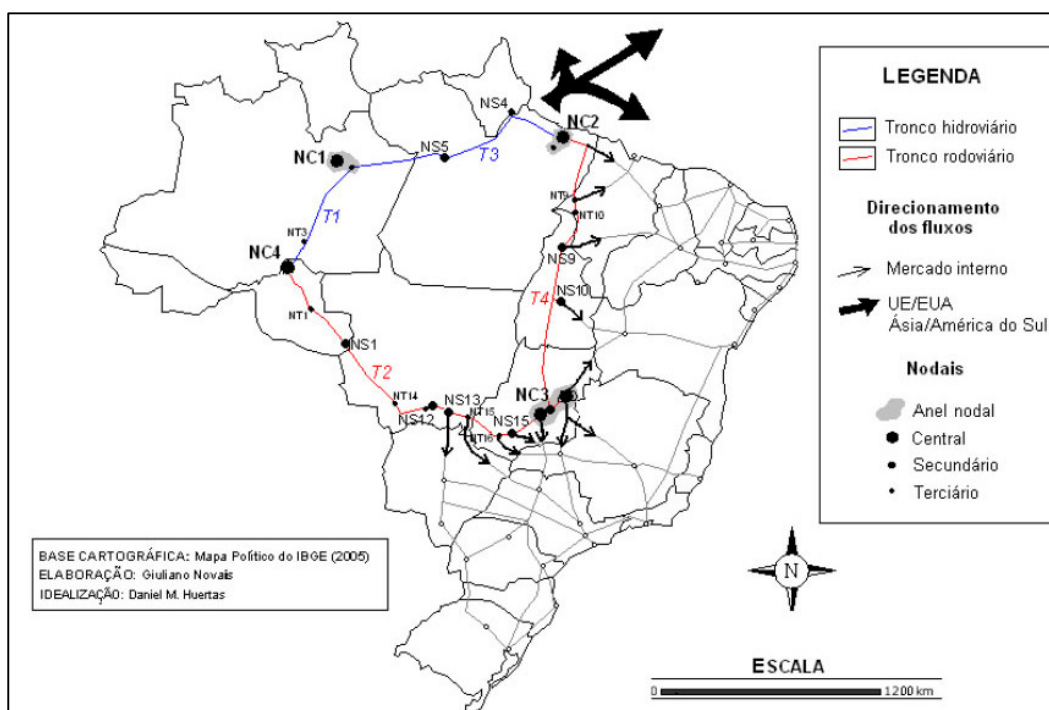 NS4
NC2
NC1
NS5
T3
T1
NT9
NT10
NT3
NC4
NS9
NS10
T4
NT1
NS1
T2
NT14
NS13
NC3
NS12
NT15
NS15
NT16
LEGENDA
Tronco hidroviário
Tronco rodoviário
Direcionamento
dos fluxos
Mercado interno
UE/EUA
Ásia/América do Sul
Nodais
Anel nodal
Central
Secundário
Terciário
BASE CARTOGRÁFICA: Mapa Político do IBGE (2005)
ELABORAÇÃO: Giuliano Novais
IDEALIZAÇÃO: Daniel M. Huertas
N
ESCALA
0 1200 km